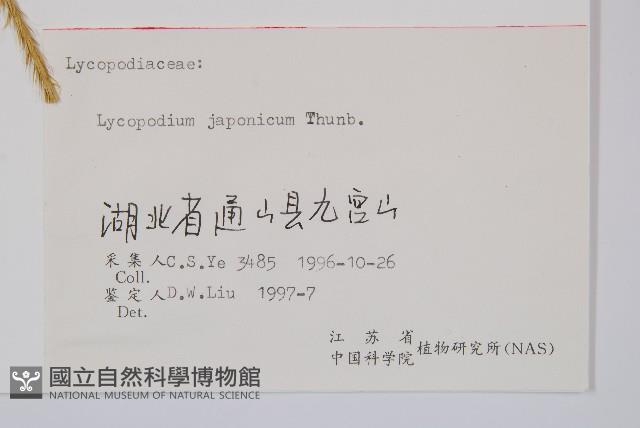 Lycopodiaceae:
Lycopodium japonicum Thunb.
湖北省通山县九宫山
采集人C.S.Ye 3485 1996-10-26
Coll.
鉴定人D.W.Liu 1997-7
Det.
江苏省
中国科学院植物研究所(NAS)
國立自然科學博物館
NATIONAL MUSEUM OF NATURAL SCIENCE